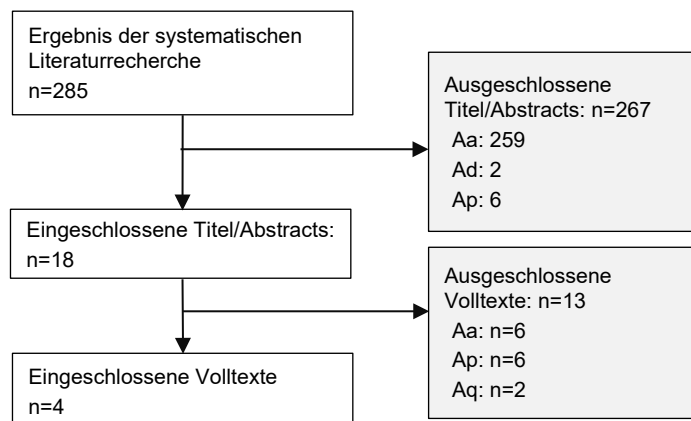 Ergebnis der systematischen
Literaturrecherche
n=285
Ausgeschlossene
Titel/Abstracts: n=267
Aa: 259
Ad: 2
Ap: 6
Eingeschlossene Titel/Abstracts:
n=18
Ausgeschlossene
Volltexte: n=13
Aa: n=6
Ap: n=6
Aq: n=2
Eingeschlossene Volltexte
n=4